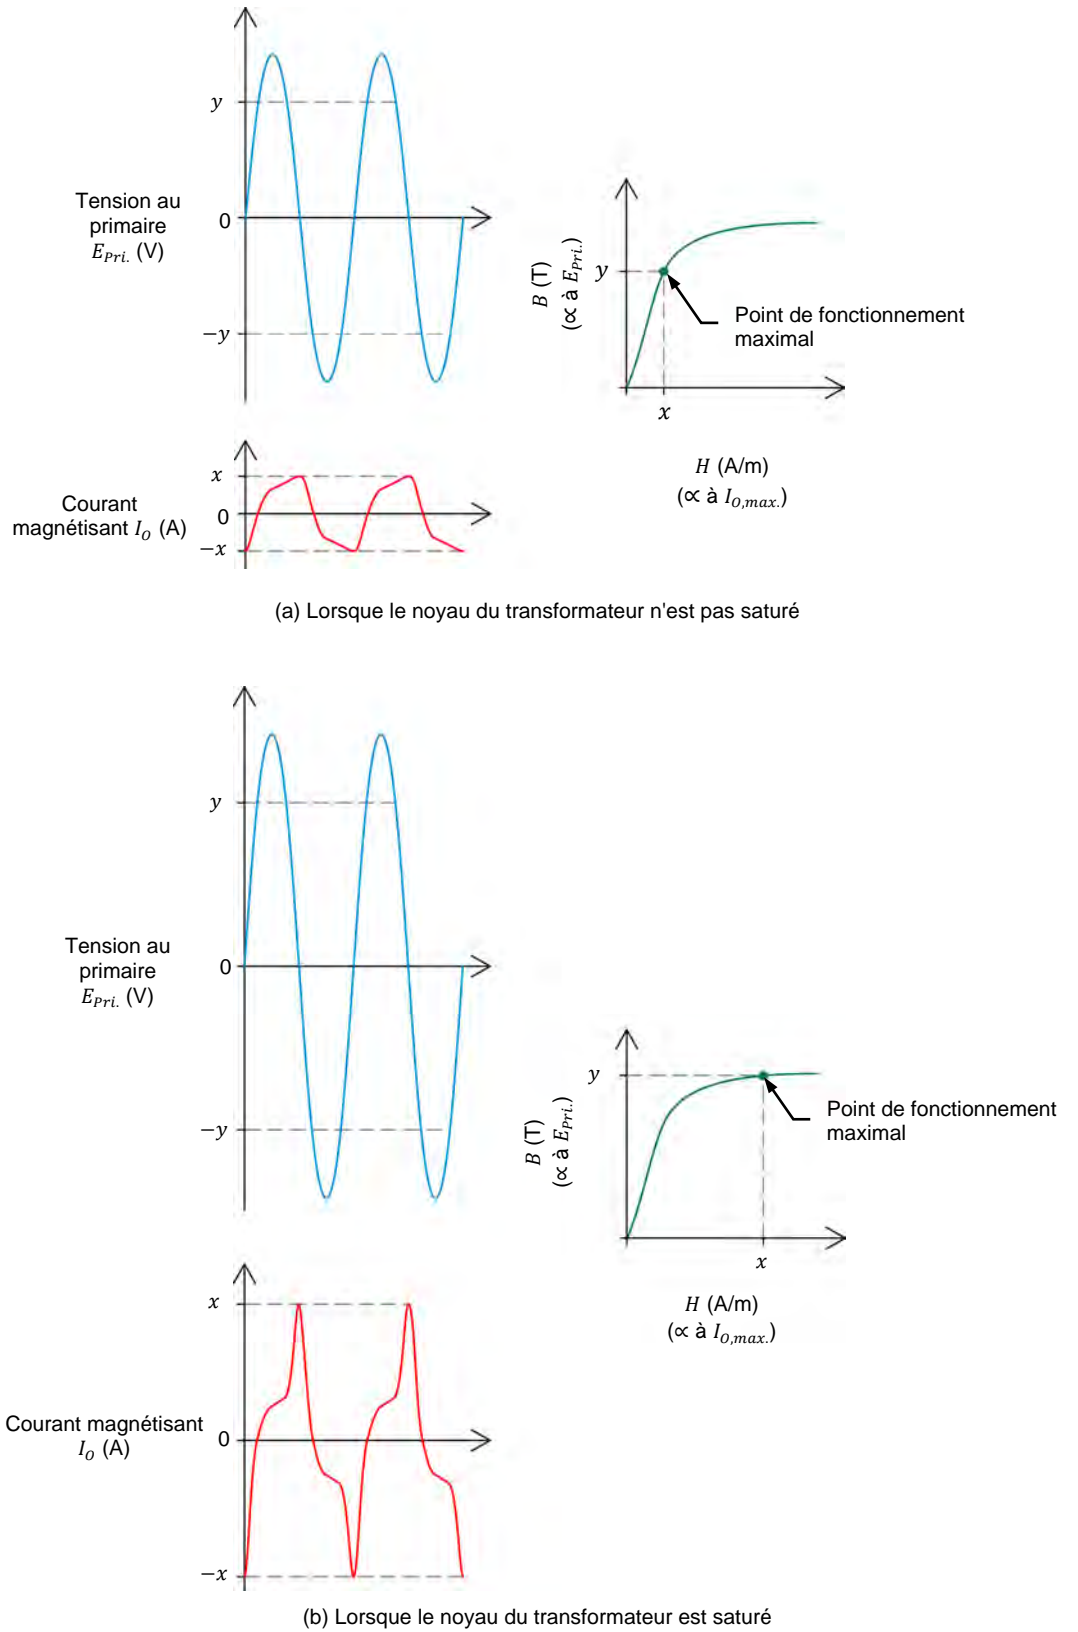 y
Tension au
primaire
E_Pri. (V)
0
−y
B (T)
(∝ à E_Pri.)
y
Point de fonctionnement
maximal
x
H (A/m)
(∝ à I_O,max.)
x
Courant
magnétisant I_O (A)
0
−x
(a) Lorsque le noyau du transformateur n'est pas saturé
y
Tension au
primaire
E_Pri. (V)
0
−y
B (T)
(∝ à E_Pri.)
y
Point de fonctionnement
maximal
x
H (A/m)
(∝ à I_O,max.)
x
Courant magnétisant
I_O (A)
0
−x
(b) Lorsque le noyau du transformateur est saturé